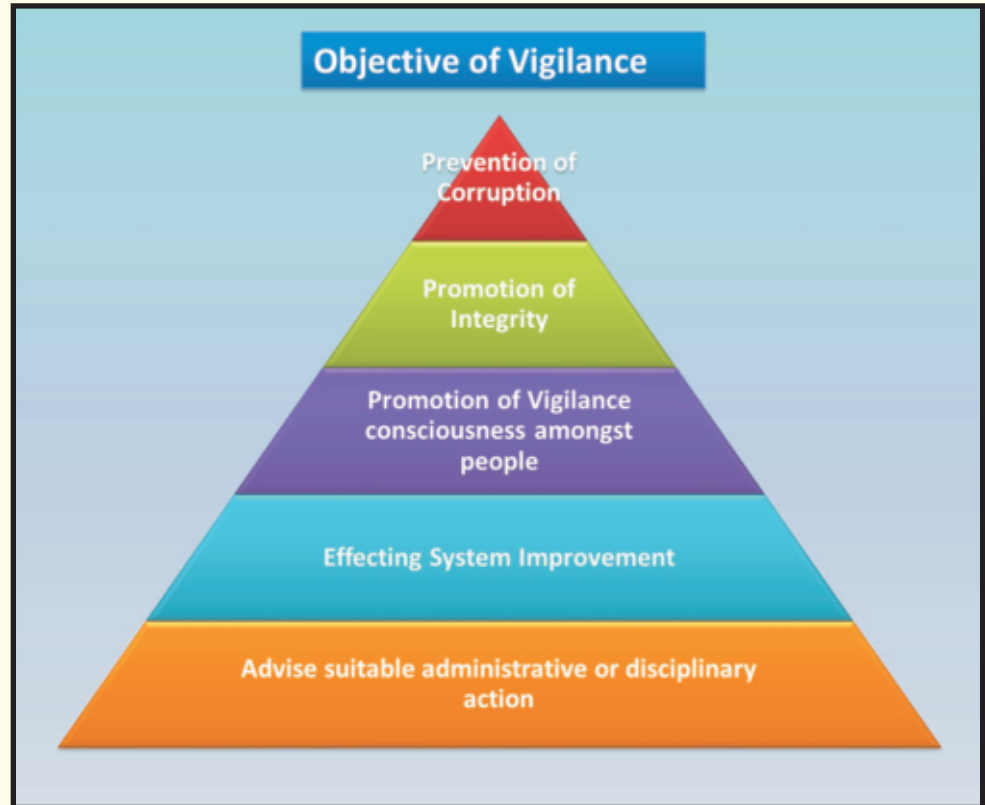 Objective of Vigilance
Prevention of
Corruption
Promotion of
Integrity
Promotion of Vigilance
consciousness amongst
people
Effecting System Improvement
Advise suitable administrative or disciplinary
action